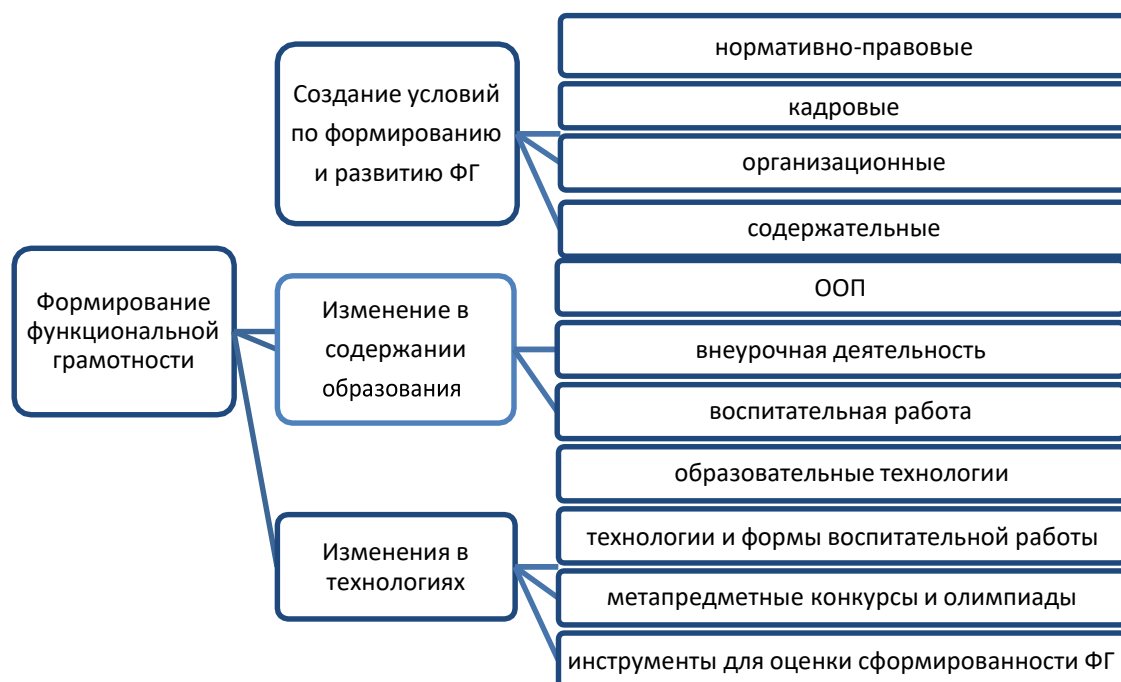 Формирование
функциональной
грамотности
Создание условий
по формированию
и развитию ФГ
нормативно-правовые
кадровые
организационные
содержательные
Изменение в
содержании
образования
ООП
внеурочная деятельность
воспитательная работа
Изменения в
технологиях
образовательные технологии
технологии и формы воспитательной работы
метапредметные конкурсы и олимпиады
инструменты для оценки сформированности ФГ